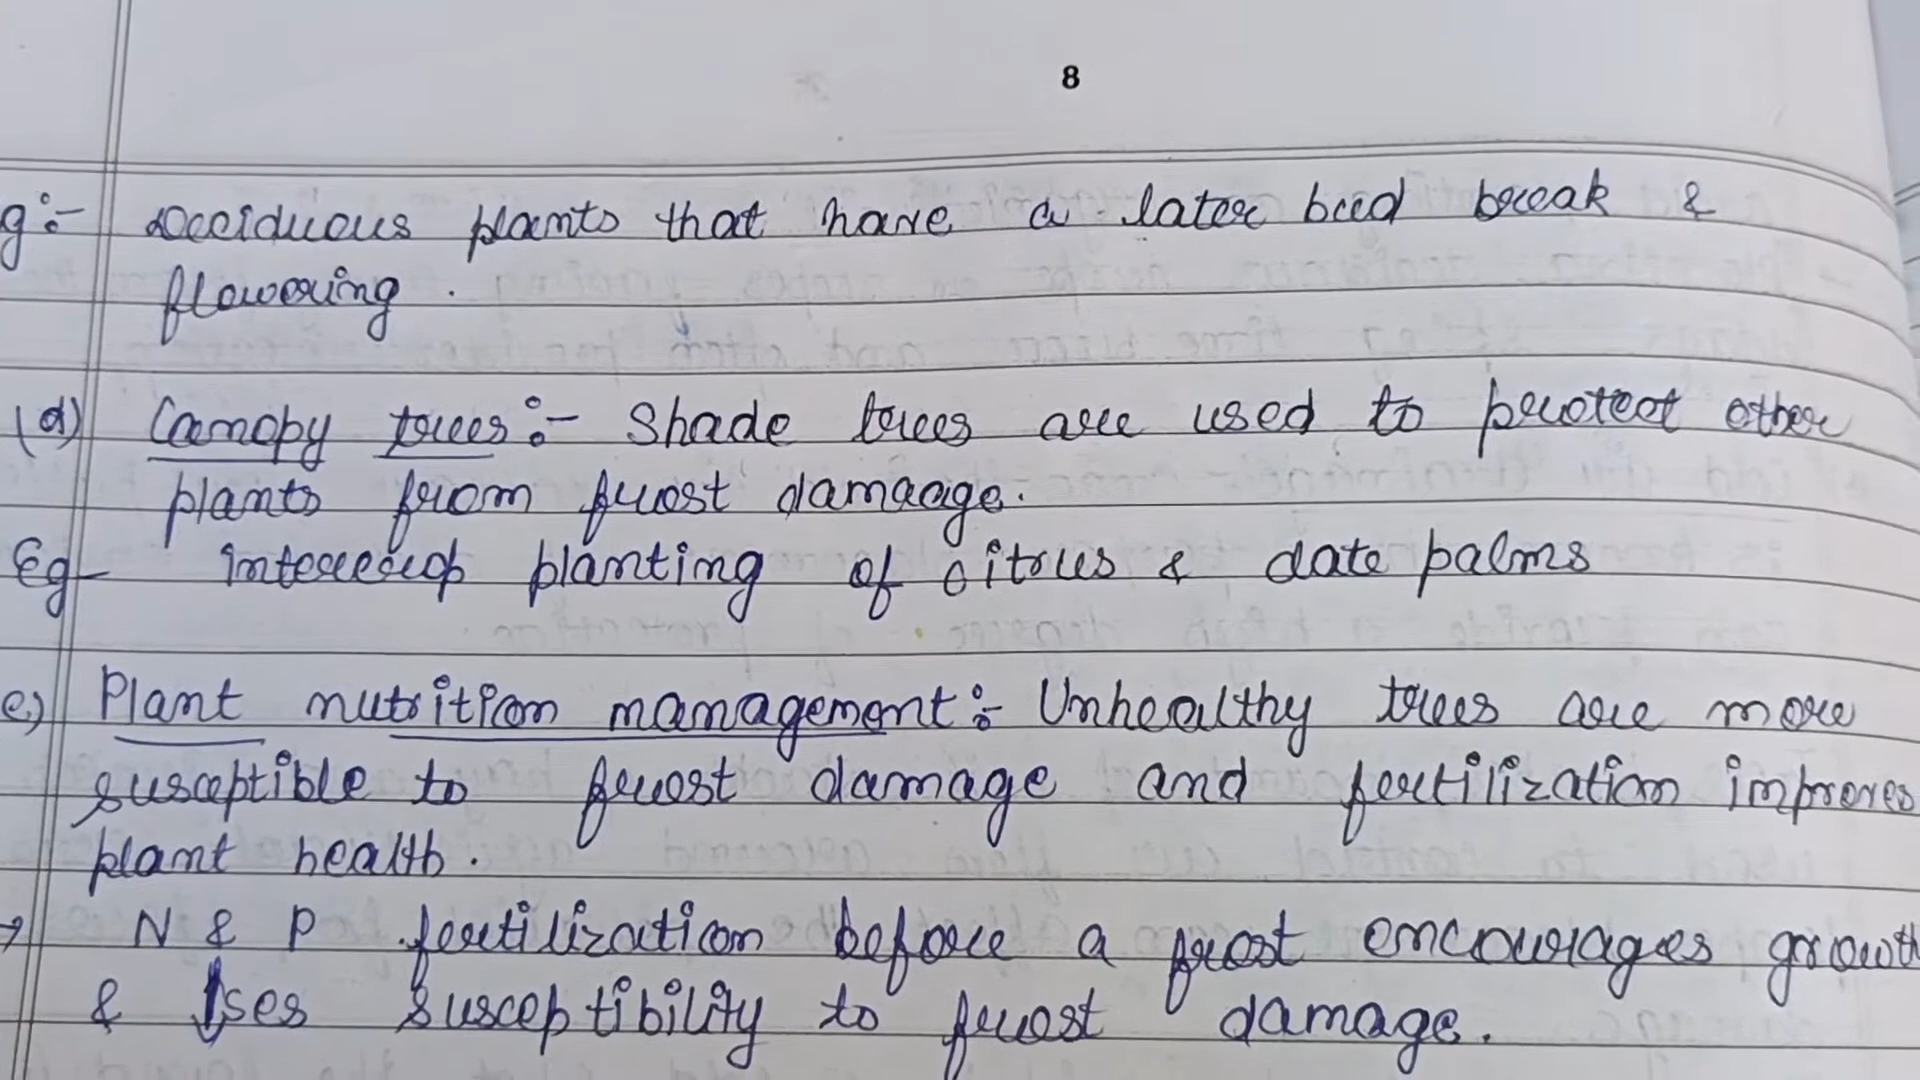 8
g:- Deciduous plants that have a later bud break &
flowering.
(d) Canopy trees:- Shade trees are used to protect other
plants from frost damaage.
Eg- intercrop planting of citrus & date palms
e) Plant nutrition management:- Unhealthy trees are more
susceptible to frost damage and fertilization improves
plant health.
→ N & P fertilization before a frost encourages growth
& ↓ses susceptibility to frost damage.